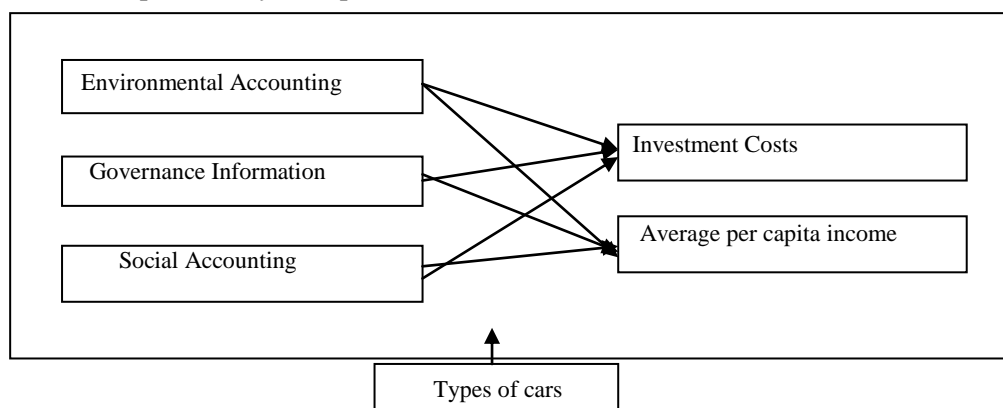 Environmental Accounting
Investment Costs
Governance Information
Average per capita income
Social Accounting
Types of cars